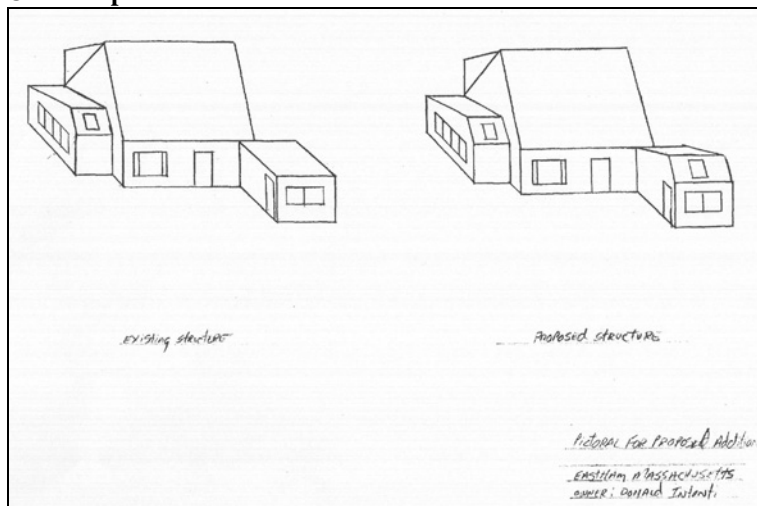 Existing structure
Proposed structure
Pictoral for Proposed Addition
Eastham Massachusetts
owner: Donald